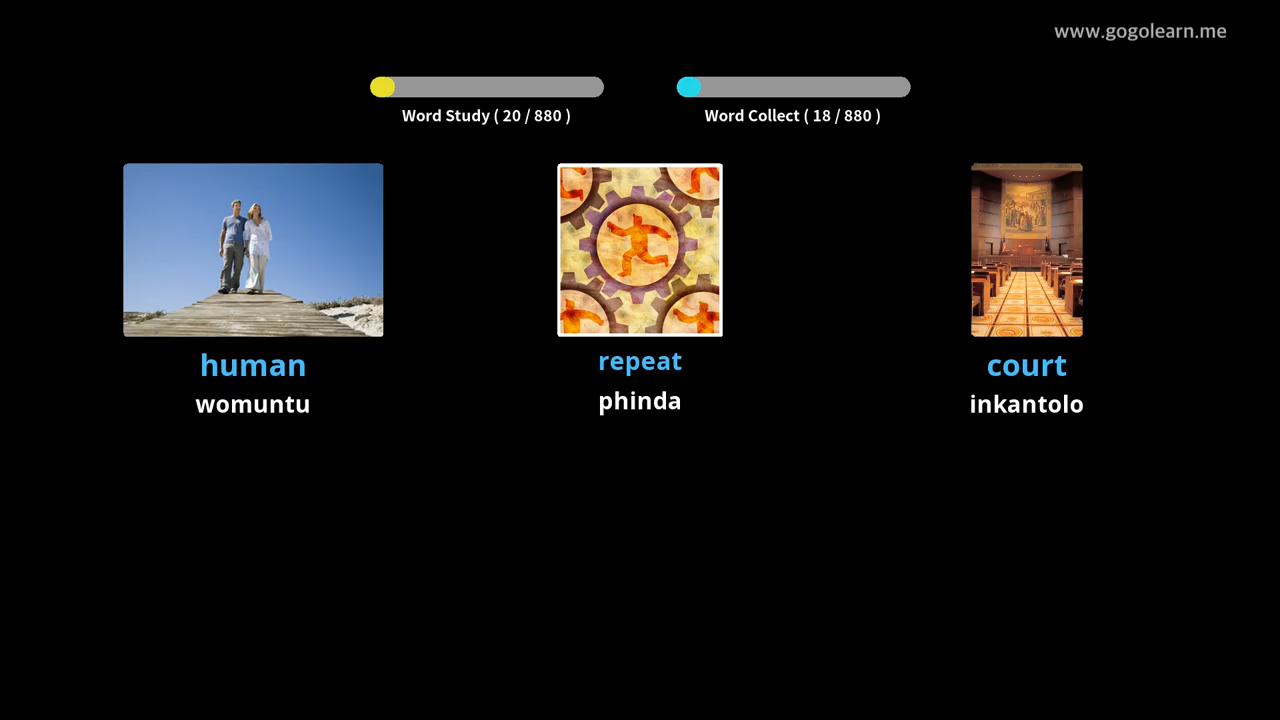 www.gogolearn.me
Word Study ( 20 / 880 )
Word Collect ( 18 / 880 )
human
repeat
court
womuntu
phinda
inkantolo